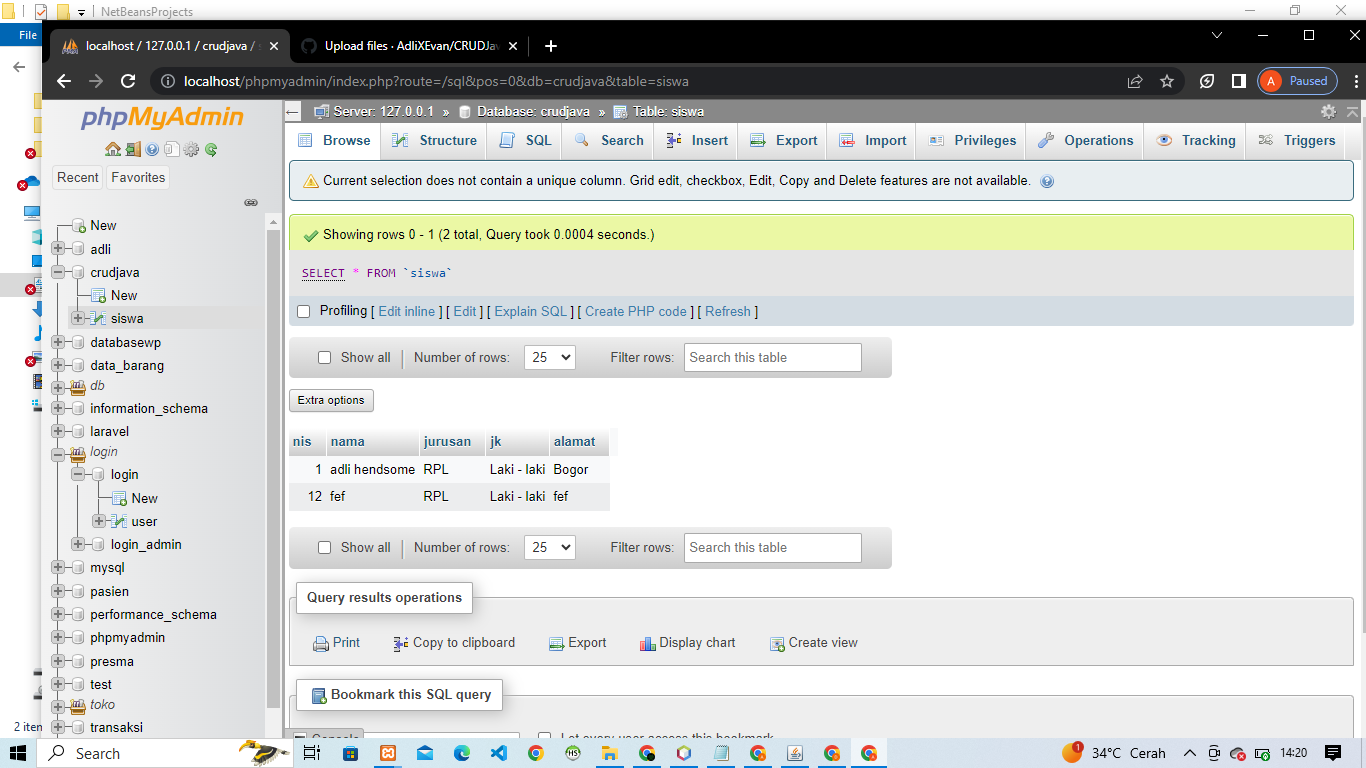 NetBeansProjects
File
localhost / 127.0.0.1 / crudjava /
Upload files · AdliXEvan/CRUDJa
localhost/phpmyadmin/index.php?route=/sql&pos=0&db=crudjava&table=siswa
A Paused
phpMyAdmin
Server: 127.0.0.1 » Database: crudjava » Table: siswa
Browse Structure SQL Search Insert Export Import Privileges Operations Tracking Triggers
Recent Favorites
Current selection does not contain a unique column. Grid edit, checkbox, Edit, Copy and Delete features are not available.
New
adli
crudjava
New
siswa
databasewp
data_barang
db
information_schema
laravel
login
login
New
user
login_admin
mysql
pasien
performance_schema
phpmyadmin
presma
test
toko
transaksi
Showing rows 0 - 1 (2 total, Query took 0.0004 seconds.)
SELECT * FROM `siswa`
Profiling [ Edit inline ] [ Edit ] [ Explain SQL ] [ Create PHP code ] [ Refresh ]
Show all Number of rows: 25 Filter rows: Search this table
Extra options
nis nama jurusan jk alamat
1 adli hendsome RPL Laki - laki Bogor
12 fef RPL Laki - laki fef
Show all Number of rows: 25 Filter rows: Search this table
Query results operations
Print Copy to clipboard Export Display chart Create view
Bookmark this SQL query
Console
Let every user access this bookmark
2 iten
Search
1
34°C Cerah
14:20